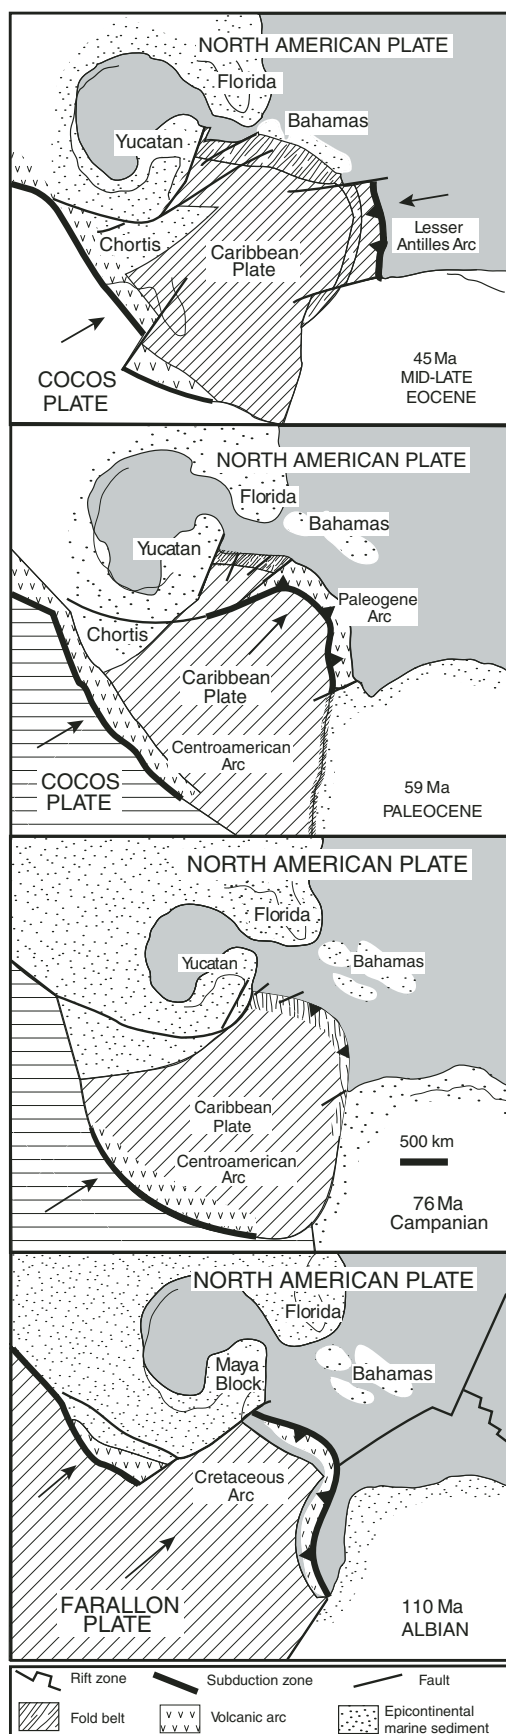 NORTH AMERICAN PLATE
Florida
Bahamas
Yucatan
Chortis
Caribbean
Plate
Lesser
Antilles Arc
COCOS
PLATE
45 Ma
MID-LATE
EOCENE
NORTH AMERICAN PLATE
Florida
Bahamas
Yucatan
Paleogene
Arc
Chortis
Caribbean
Plate
Centroamerican
Arc
COCOS
PLATE
59 Ma
PALEOCENE
NORTH AMERICAN PLATE
Florida
Yucatan
Bahamas
Caribbean
Plate
Centroamerican
Arc
500 km
76 Ma
Campanian
NORTH AMERICAN PLATE
Florida
Maya
Block
Bahamas
Cretaceous
Arc
FARALLON
PLATE
110 Ma
ALBIAN
Rift zone
Subduction zone
Fault
Fold belt
Volcanic arc
Epicontinental
marine sediment